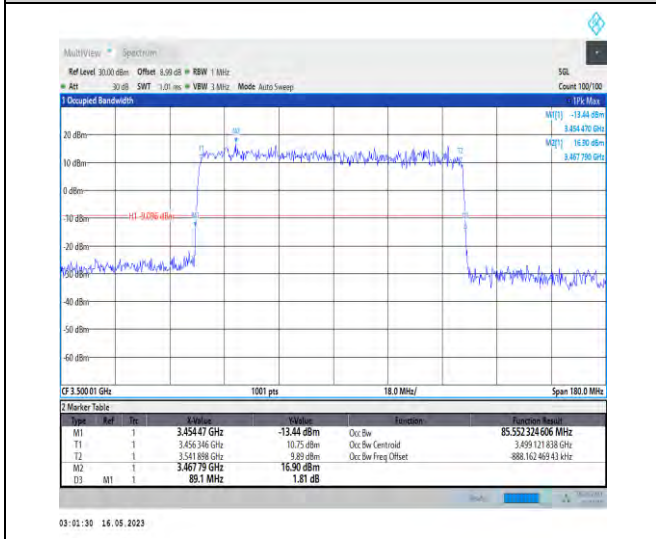 MultiView Spectrum
Ref Level 30.00 dBm Offset 8.99 dB RBW 1 MHz SGL
Att 30 dB SWT 1.01 ms VBW 3 MHz Mode Auto Sweep Count 100/100
1 Occupied Bandwidth 1Pk Max
M1[1] -13.44 dBm
3.454 470 GHz
M2[1] 16.90 dBm
3.467 790 GHz
20 dBm
M2
T1
T2
10 dBm
0 dBm
-10 dBm
H1 -9.096 dBm
M1
-20 dBm
-30 dBm
-40 dBm
-50 dBm
-60 dBm
CF 3.500 01 GHz 1001 pts 18.0 MHz/ Span 180.0 MHz
2 Marker Table
Type Ref Trc X-Value Y-Value Function Function Result
M1 1 3.454 47 GHz -13.44 dBm Occ Bw 85.552 324 606 MHz
T1 1 3.456 346 GHz 10.75 dBm Occ Bw Centroid 3.499 121 838 GHz
T2 1 3.541 898 GHz 9.89 dBm Occ Bw Freq Offset -888.162 469 43 kHz
M2 1 3.467 79 GHz 16.90 dBm
D3 M1 1 89.1 MHz 1.81 dB
03:01:30 16.05.2023